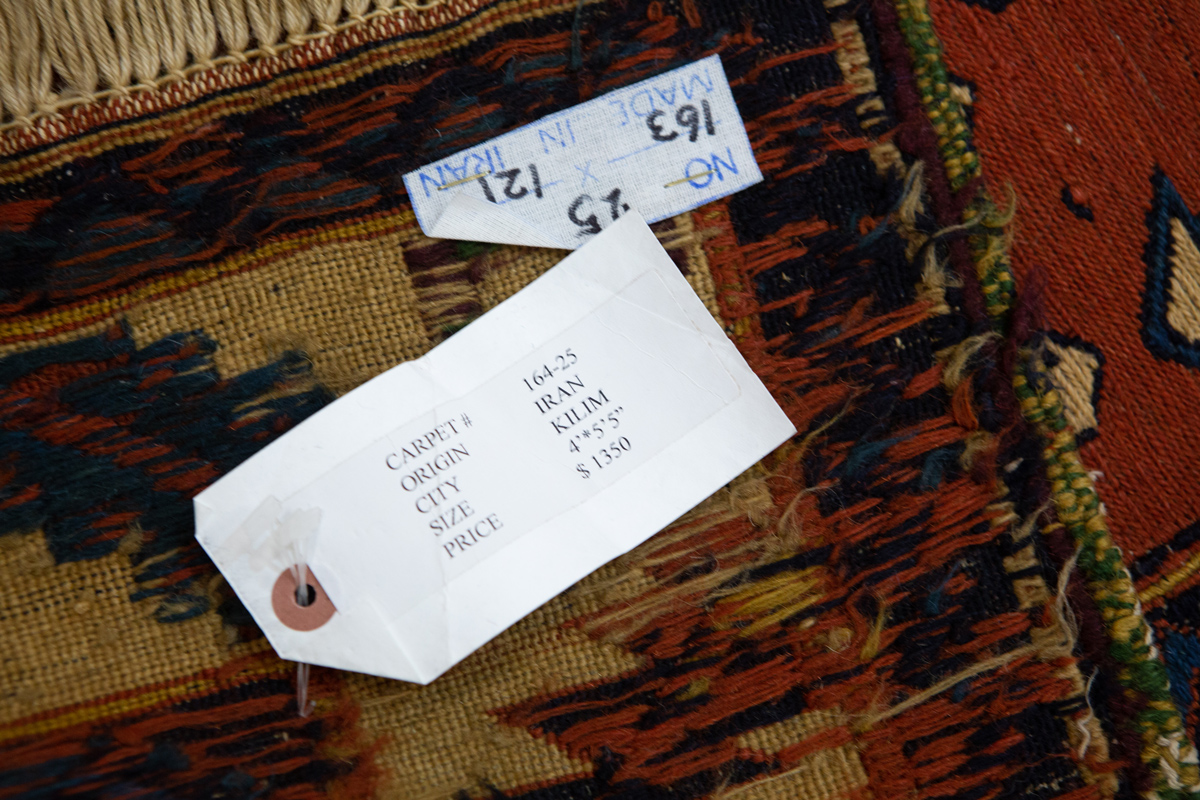 NO 25
163 X 121
MADE IN IRAN
CARPET # 164-25
ORIGIN IRAN
CITY KILIM
SIZE 4'*5'5”
PRICE $ 1350